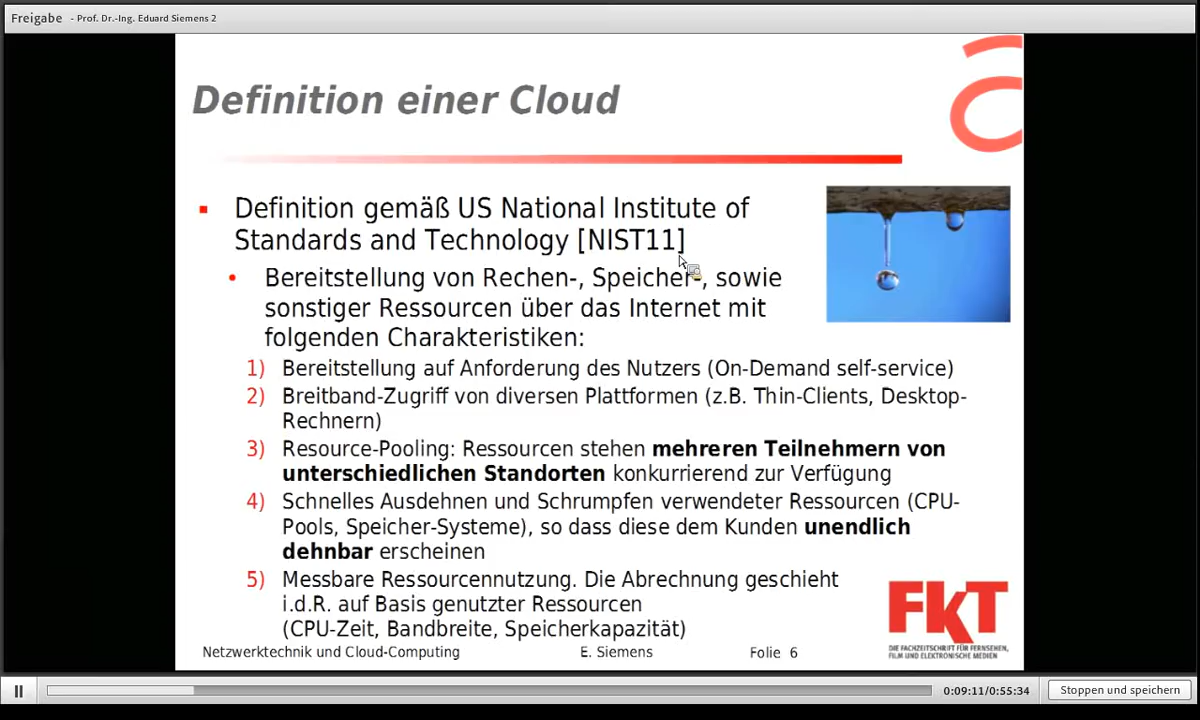 Freigabe - Prof. Dr.-Ing. Eduard Siemens 2
Definition einer Cloud
Definition gemäß US National Institute of
Standards and Technology [NIST11]
Bereitstellung von Rechen-, Speicher-, sowie
sonstiger Ressourcen über das Internet mit
folgenden Charakteristiken:
1) Bereitstellung auf Anforderung des Nutzers (On-Demand self-service)
2) Breitband-Zugriff von diversen Plattformen (z.B. Thin-Clients, Desktop-
Rechnern)
3) Resource-Pooling: Ressourcen stehen mehreren Teilnehmern von
unterschiedlichen Standorten konkurrierend zur Verfügung
4) Schnelles Ausdehnen und Schrumpfen verwendeter Ressourcen (CPU-
Pools, Speicher-Systeme), so dass diese dem Kunden unendlich
dehnbar erscheinen
5) Messbare Ressourcennutzung. Die Abrechnung geschieht
i.d.R. auf Basis genutzter Ressourcen
(CPU-Zeit, Bandbreite, Speicherkapazität)
FKT
DIE FACHZEITSCHRIFT FÜR FERNSEHEN,
FILM UND ELEKTRONISCHE MEDIEN
Netzwerktechnik und Cloud-Computing E. Siemens Folie 6
0:09:11/0:55:34 Stoppen und speichern